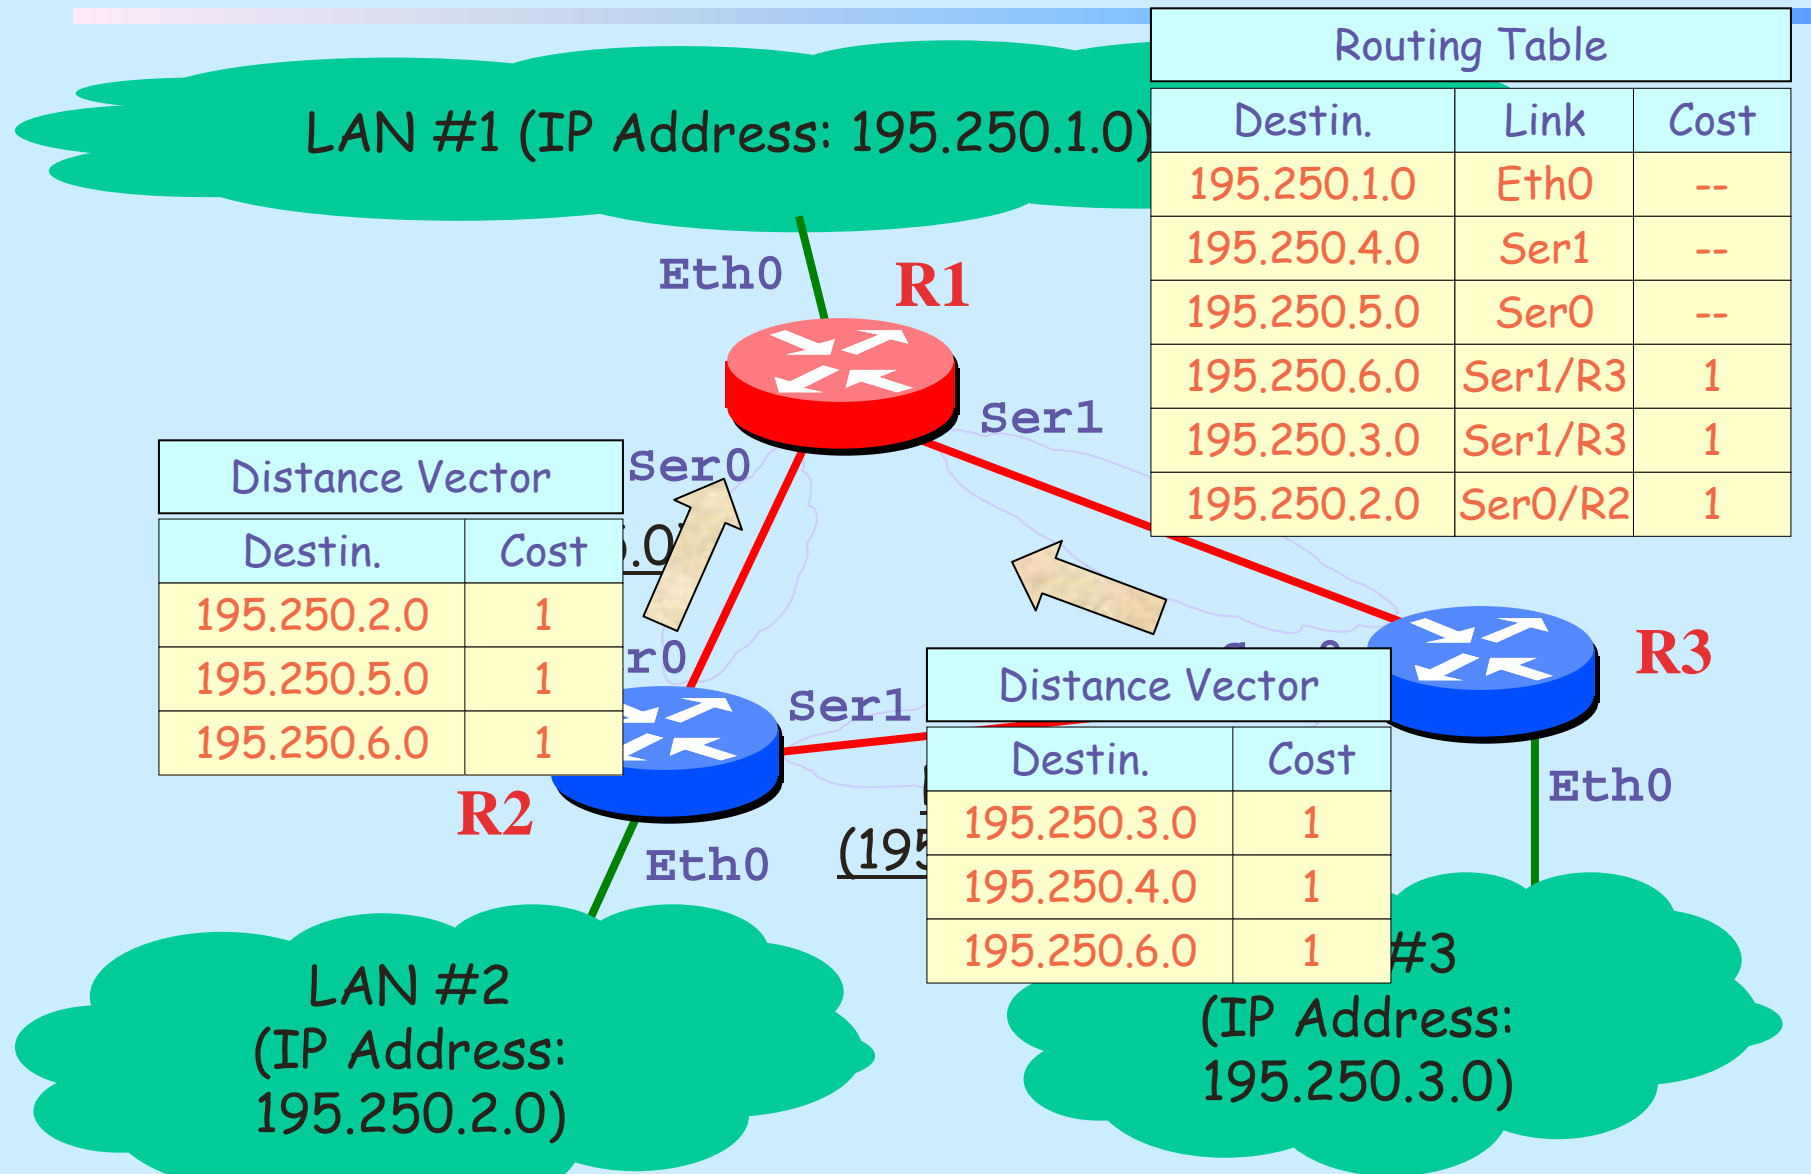 Routing Table
Destin. Link Cost
195.250.1.0 Eth0 --
195.250.4.0 Ser1 --
195.250.5.0 Ser0 --
195.250.6.0 Ser1/R3 1
195.250.3.0 Ser1/R3 1
195.250.2.0 Ser0/R2 1
LAN #1 (IP Address: 195.250.1.0)
Eth0
R1
Ser1
Ser0
Distance Vector
Destin. Cost
195.250.2.0 1
195.250.5.0 1
195.250.6.0 1
R3
Ser1
R2
Eth0
Distance Vector
Destin. Cost
195.250.3.0 1
195.250.4.0 1
195.250.6.0 1
Eth0
LAN #2
(IP Address:
195.250.2.0)
#3
(IP Address:
195.250.3.0)